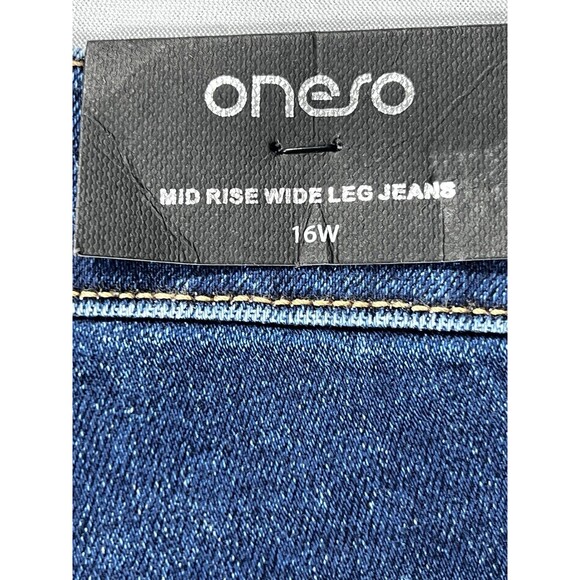 oneso
MID RISE WIDE LEG JEANS
16W